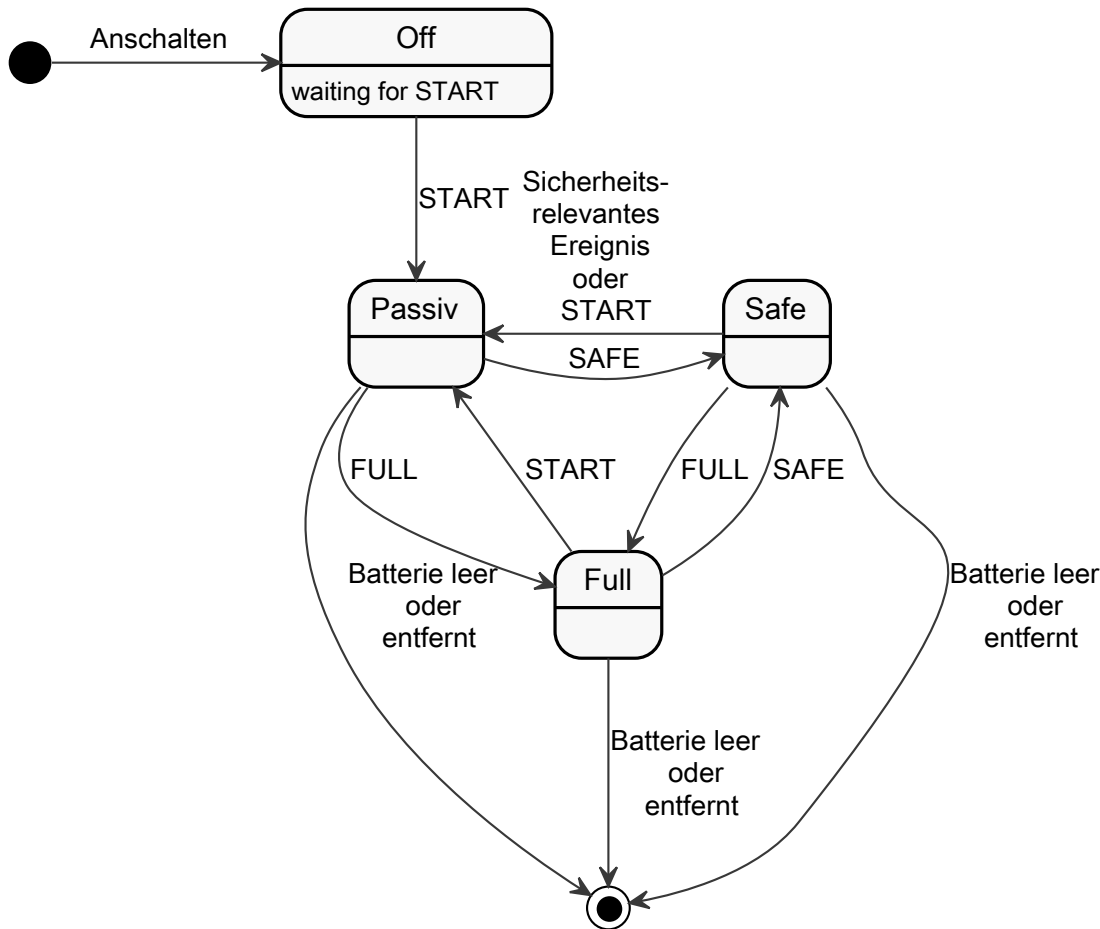 Anschalten
Off
waiting for START
START
Sicherheits-
relevantes
Ereignis
oder
START
Passiv
Safe
SAFE
FULL
START
FULL
SAFE
Batterie leer
oder
entfernt
Full
Batterie leer
oder
entfernt
Batterie leer
oder
entfernt